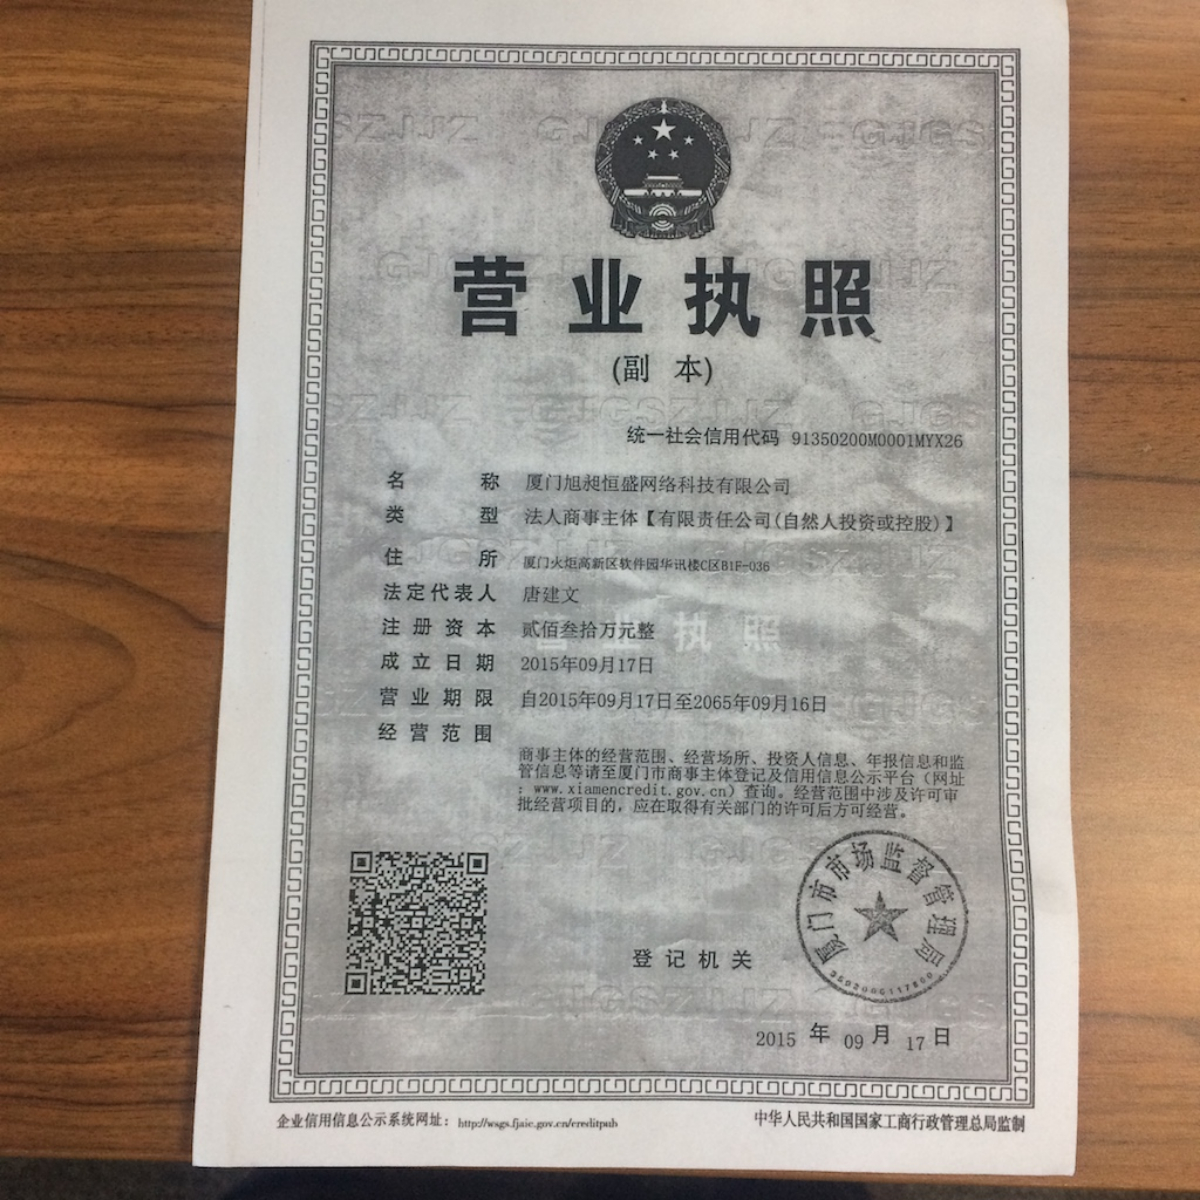 营业执照
(副 本)
统一社会信用代码 91350200M0001MYX26
名 称 厦门旭昶恒盛网络科技有限公司
类 型 法人商事主体【有限责任公司(自然人投资或控股)】
住 所 厦门火炬高新区软件园华讯楼C区B1F-036
法定代表人 唐建文
注册资本 贰佰叁拾万元整
成立日期 2015年09月17日
营业期限 自2015年09月17日至2065年09月16日
经营范围
商事主体的经营范围、经营场所、投资人信息、年报信息和监
管信息等请至厦门市商事主体登记及信用信息公示平台（网址
：www.xiamencredit.gov.cn）查询。经营范围中涉及许可审
批经营项目的，应在取得有关部门的许可后方可经营。
厦门市市场监督管理局
登记机关
2015 年 09 月 17 日
企业信用信息公示系统网址： http://wsgs.fjaic.gov.cn/creditpub
中华人民共和国国家工商行政管理总局监制